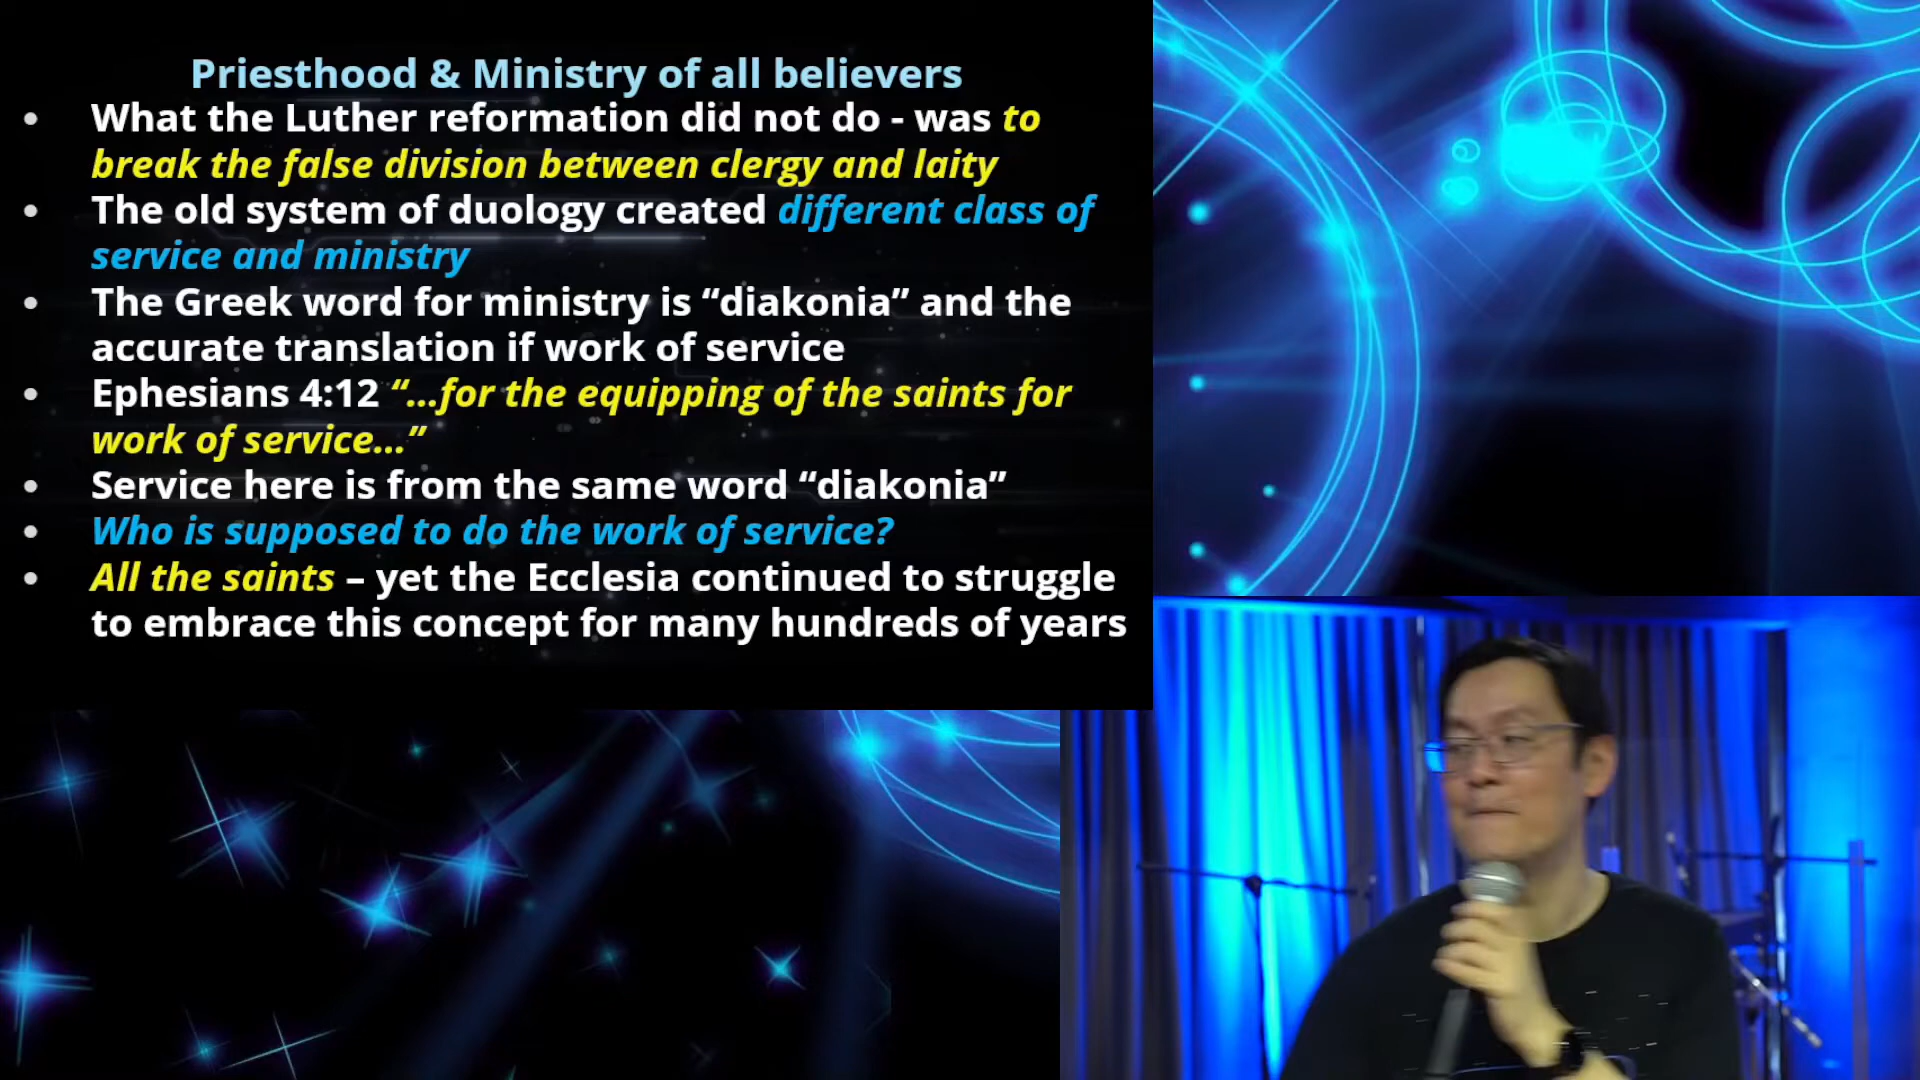 Priesthood & Ministry of all believers
• What the Luther reformation did not do - was to
break the false division between clergy and laity
• The old system of duology created different class of
service and ministry
• The Greek word for ministry is “diakonia” and the
accurate translation if work of service
• Ephesians 4:12 “...for the equipping of the saints for
work of service...”
• Service here is from the same word “diakonia”
• Who is supposed to do the work of service?
• All the saints – yet the Ecclesia continued to struggle
to embrace this concept for many hundreds of years